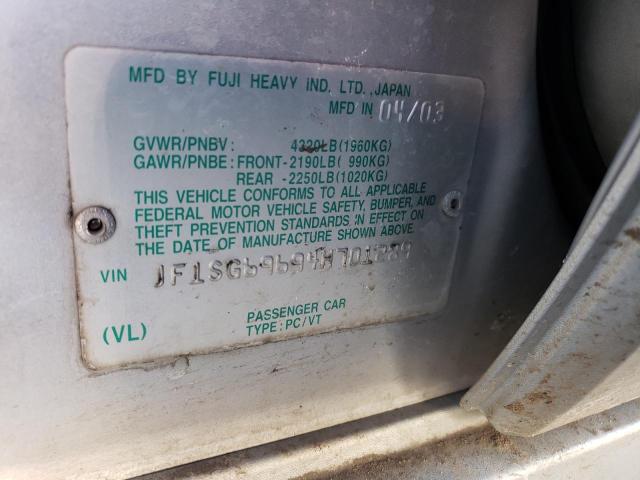 MFD BY FUJI HEAVY IND. LTD.,JAPAN
MFD IN 04/03
GVWR/PNBV: 4320LB(1960KG)
GAWR/PNBE: FRONT-2190LB( 990KG)
REAR -2250LB(1020KG)
THIS VEHICLE CONFORMS TO ALL APPLICABLE
FEDERAL MOTOR VEHICLE SAFETY, BUMPER, AND
THEFT PREVENTION STANDARDS IN EFFECT ON
THE DATE OF MANUFACTURE SHOWN ABOVE.
VIN
(VL)
PASSENGER CAR
TYPE: PC/VT